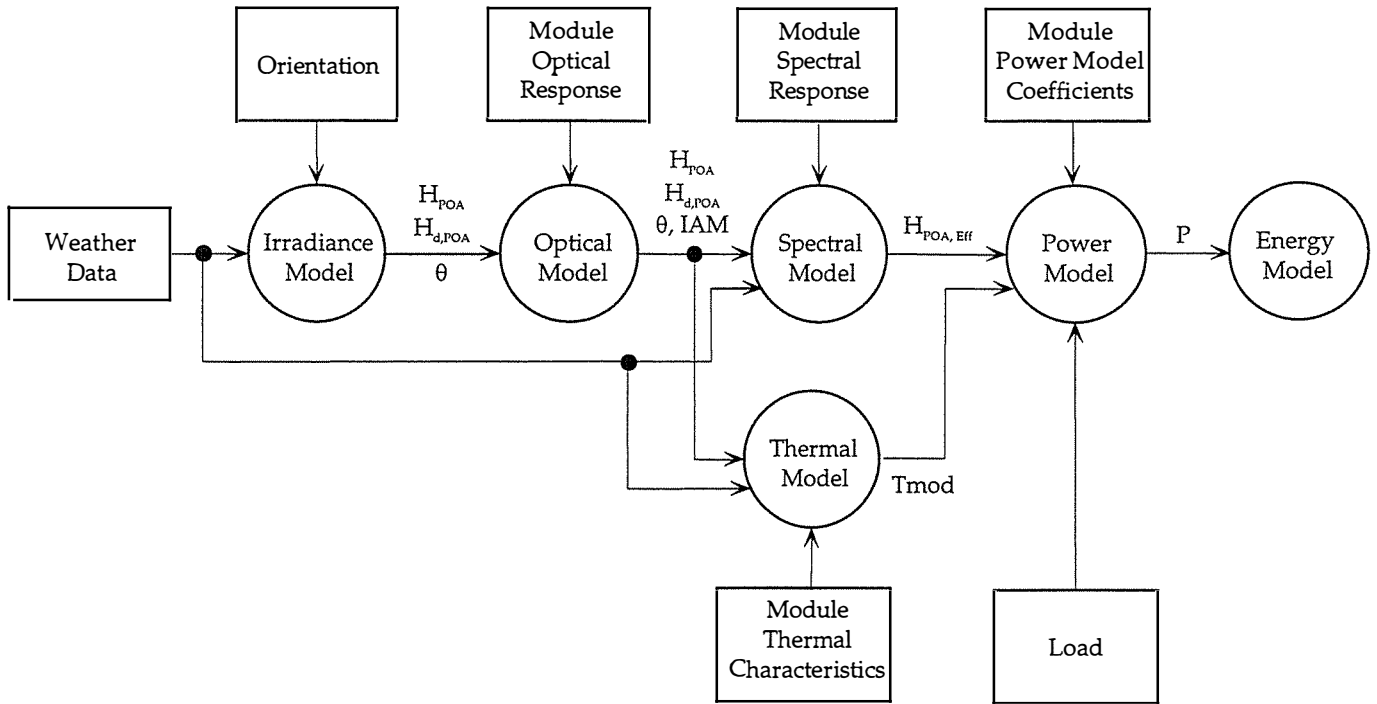 Orientation
Module
Optical
Response
Module
Spectral
Response
Module
Power Model
Coefficients
Weather
Data
Irradiance
Model
H_POA
H_d,POA
θ
Optical
Model
H_POA
H_d,POA
θ, IAM
Spectral
Model
H_POA, Eff
Power
Model
P
Energy
Model
Thermal
Model
Tmod
Module
Thermal
Characteristics
Load